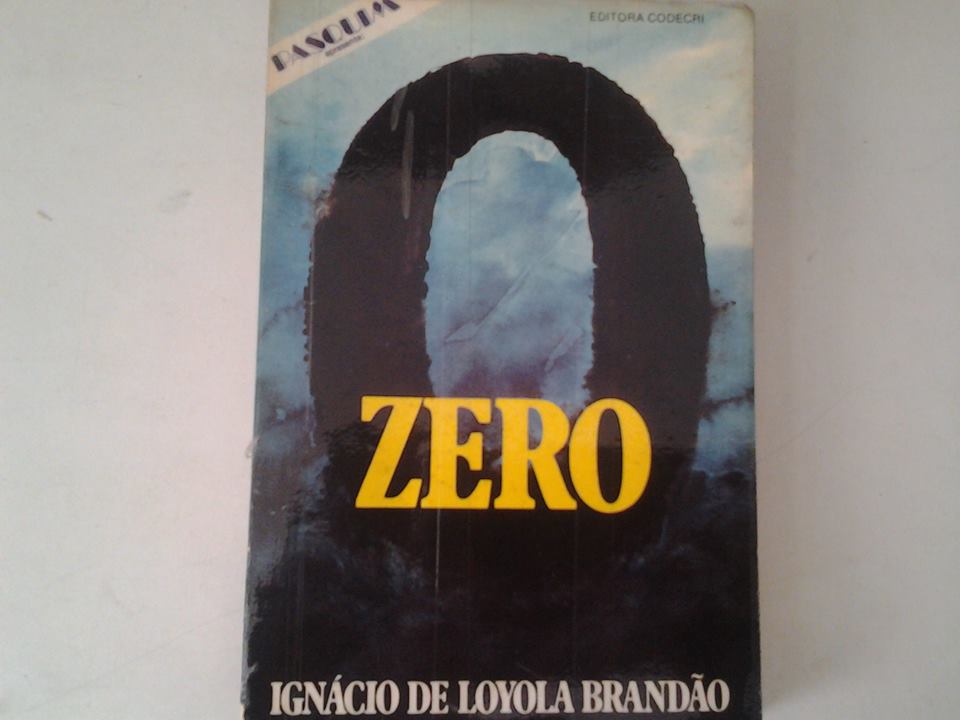 PASQUIM
EDITORA CODECRI
ZERO
IGNÁCIO DE LOYOLA BRANDÃO